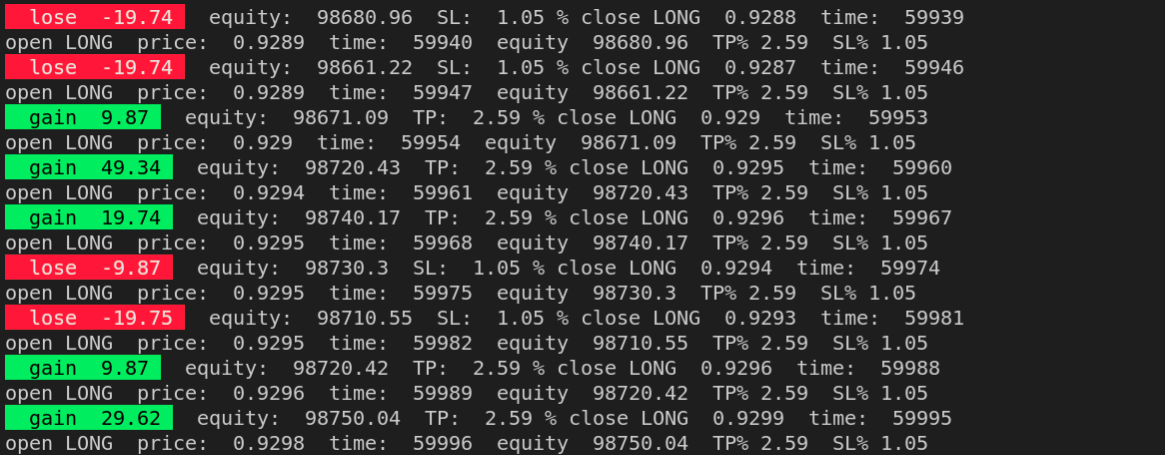 lose -19.74 equity: 98680.96 SL: 1.05 % close LONG 0.9288 time: 59939
open LONG price: 0.9289 time: 59940 equity 98680.96 TP% 2.59 SL% 1.05
lose -19.74 equity: 98661.22 SL: 1.05 % close LONG 0.9287 time: 59946
open LONG price: 0.9289 time: 59947 equity 98661.22 TP% 2.59 SL% 1.05
gain 9.87 equity: 98671.09 TP: 2.59 % close LONG 0.929 time: 59953
open LONG price: 0.929 time: 59954 equity 98671.09 TP% 2.59 SL% 1.05
gain 49.34 equity: 98720.43 TP: 2.59 % close LONG 0.9295 time: 59960
open LONG price: 0.9294 time: 59961 equity 98720.43 TP% 2.59 SL% 1.05
gain 19.74 equity: 98740.17 TP: 2.59 % close LONG 0.9296 time: 59967
open LONG price: 0.9295 time: 59968 equity 98740.17 TP% 2.59 SL% 1.05
lose -9.87 equity: 98730.3 SL: 1.05 % close LONG 0.9294 time: 59974
open LONG price: 0.9295 time: 59975 equity 98730.3 TP% 2.59 SL% 1.05
lose -19.75 equity: 98710.55 SL: 1.05 % close LONG 0.9293 time: 59981
open LONG price: 0.9295 time: 59982 equity 98710.55 TP% 2.59 SL% 1.05
gain 9.87 equity: 98720.42 TP: 2.59 % close LONG 0.9296 time: 59988
open LONG price: 0.9296 time: 59989 equity 98720.42 TP% 2.59 SL% 1.05
gain 29.62 equity: 98750.04 TP: 2.59 % close LONG 0.9299 time: 59995
open LONG price: 0.9298 time: 59996 equity 98750.04 TP% 2.59 SL% 1.05